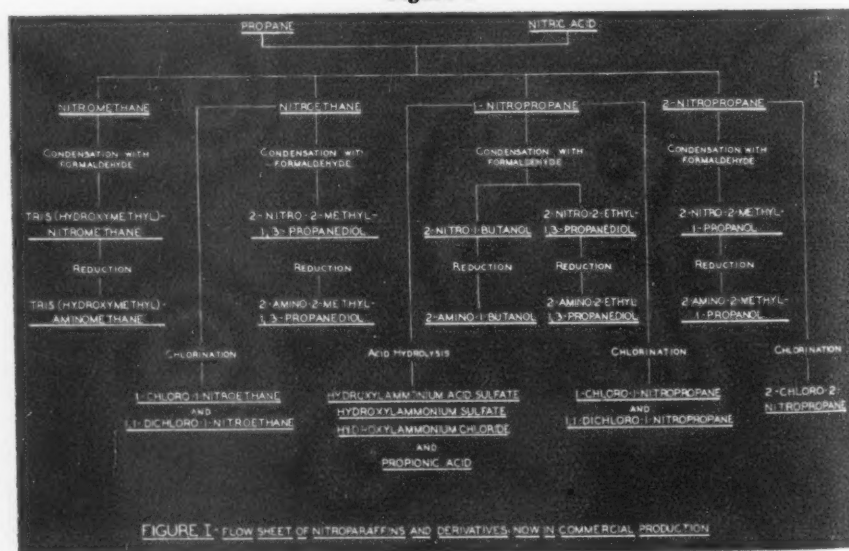 PROPANE
NITRIC ACID
NITROMETHANE
NITROETHANE
1-NITROPROPANE
2-NITROPROPANE
CONDENSATION WITH
FORMALDEHYDE
CONDENSATION WITH
FORMALDEHYDE
CONDENSATION WITH
FORMALDEHYDE
CONDENSATION WITH
FORMALDEHYDE
TRIS(HYDROXYMETHYL)-
NITROMETHANE
2-NITRO-2-METHYL-
1,3-PROPANEDIOL
2-NITRO-1-BUTANOL
2-NITRO-2-ETHYL-
1,3-PROPANEDIOL
2-NITRO-2-METHYL-
1-PROPANOL
REDUCTION
REDUCTION
REDUCTION
REDUCTION
REDUCTION
TRIS(HYDROXYMETHYL)-
AMINOMETHANE
2-AMINO-2-METHYL-
1,3-PROPANEDIOL
2-AMINO-1-BUTANOL
2-AMINO-2-ETHYL
1,3-PROPANEDIOL
2-AMINO-2-METHYL-
1-PROPANOL
CHLORINATION
ACID HYDROLYSIS
CHLORINATION
CHLORINATION
1-CHLORO-1-NITROETHANE
AND
1,1-DICHLORO-1-NITROETHANE
HYDROXYLAMMONIUM ACID SULFATE
HYDROXYLAMMONIUM SULFATE
HYDROXYLAMMONIUM CHLORIDE
AND
PROPIONIC ACID
1-CHLORO-1-NITROPROPANE
AND
1,1-DICHLORO-1-NITROPROPANE
2-CHLORO-2-
NITROPROPANE
FIGURE I - FLOW SHEET OF NITROPARAFFINS AND DERIVATIVES NOW IN COMMERCIAL PRODUCTION